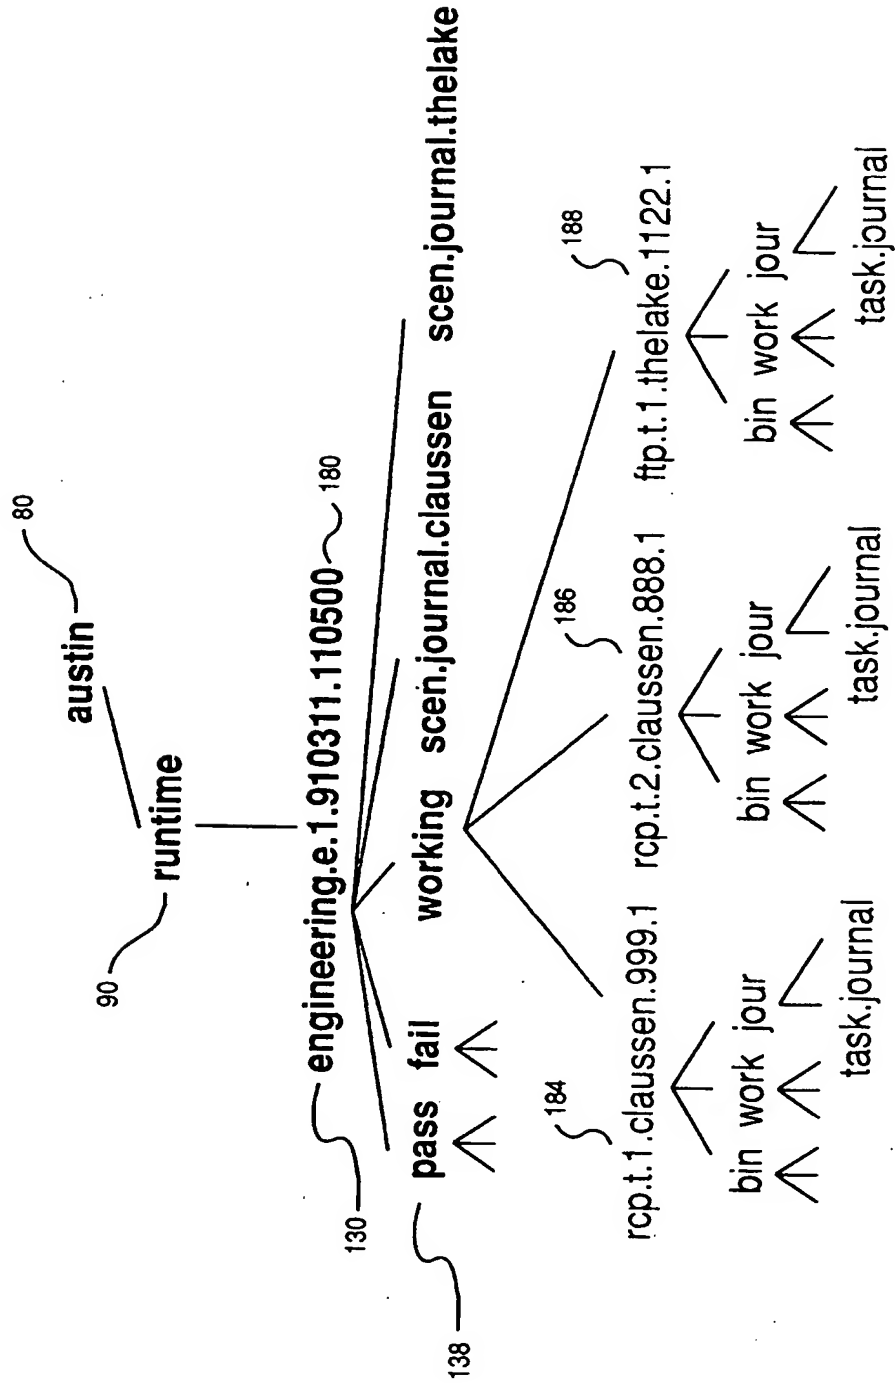 80
austin
90
runtime
130
engineering.e.1.910311.110500
180
138
pass fail working scen.journal.claussen scen.journal.thelake
184
186
188
rcp.t.1.claussen.999.1 rcp.t.2.claussen.888.1 ftp.t.1.thelake.1122.1
bin work jour bin work jour bin work jour
task.journal task.journal task.journal